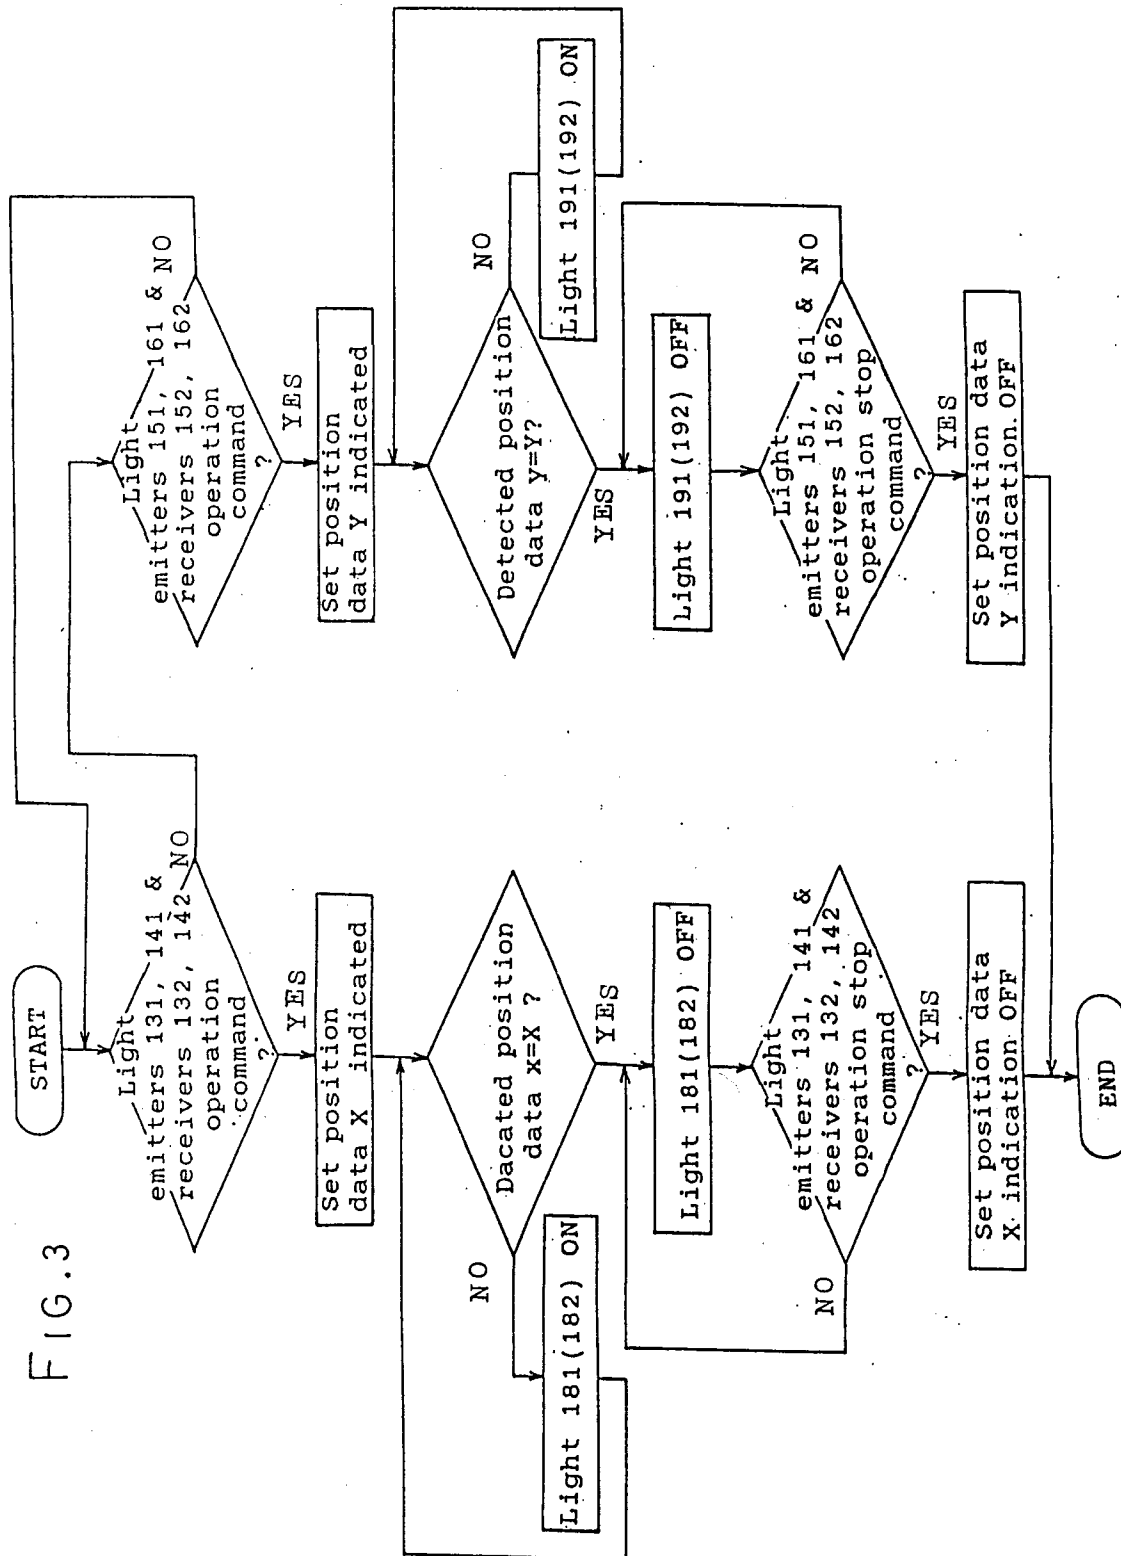 FIG.3
START
Light
emitters 131, 141 &
receivers 132, 142
operation
command
?
NO
YES
Set position
data X indicated
Dacated position
data x=X ?
NO
YES
Light 181(182) ON
Light 181(182) OFF
Light
emitters 131, 141 &
receivers 132, 142
operation stop
command
?
NO
YES
Set position data
X indication OFF
END
Light
emitters 151, 161 &
receivers 152, 162
operation
command
?
NO
YES
Set position
data Y indicated
Detected position
data y=Y?
NO
YES
Light 191(192) ON
Light 191(192) OFF
Light
emitters 151, 161 &
receivers 152, 162
operation stop
command
?
NO
YES
Set position data
Y indication OFF